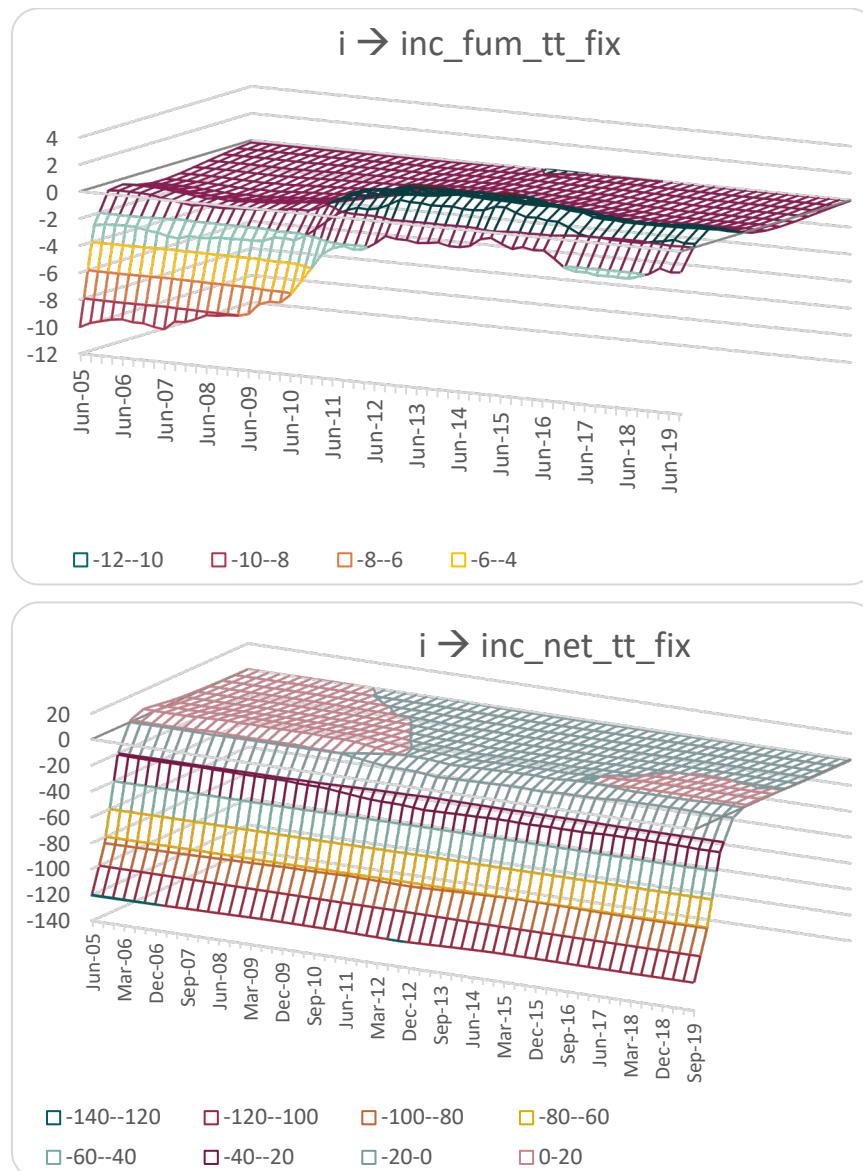 i → inc_fum_tt_fix
4
2
0
-2
-4
-6
-8
-10
-12
Jun-05
Jun-06
Jun-07
Jun-08
Jun-09
Jun-10
Jun-11
Jun-12
Jun-13
Jun-14
Jun-15
Jun-16
Jun-17
Jun-18
Jun-19
-12--10 -10--8 -8--6 -6--4
i → inc_net_tt_fix
20
0
-20
-40
-60
-80
-100
-120
-140
Jun-05
Mar-06
Dec-06
Sep-07
Jun-08
Mar-09
Dec-09
Sep-10
Jun-11
Mar-12
Dec-12
Sep-13
Jun-14
Mar-15
Dec-15
Sep-16
Jun-17
Mar-18
Dec-18
Sep-19
-140--120 -120--100 -100--80 -80--60
-60--40 -40--20 -20-0 0-20